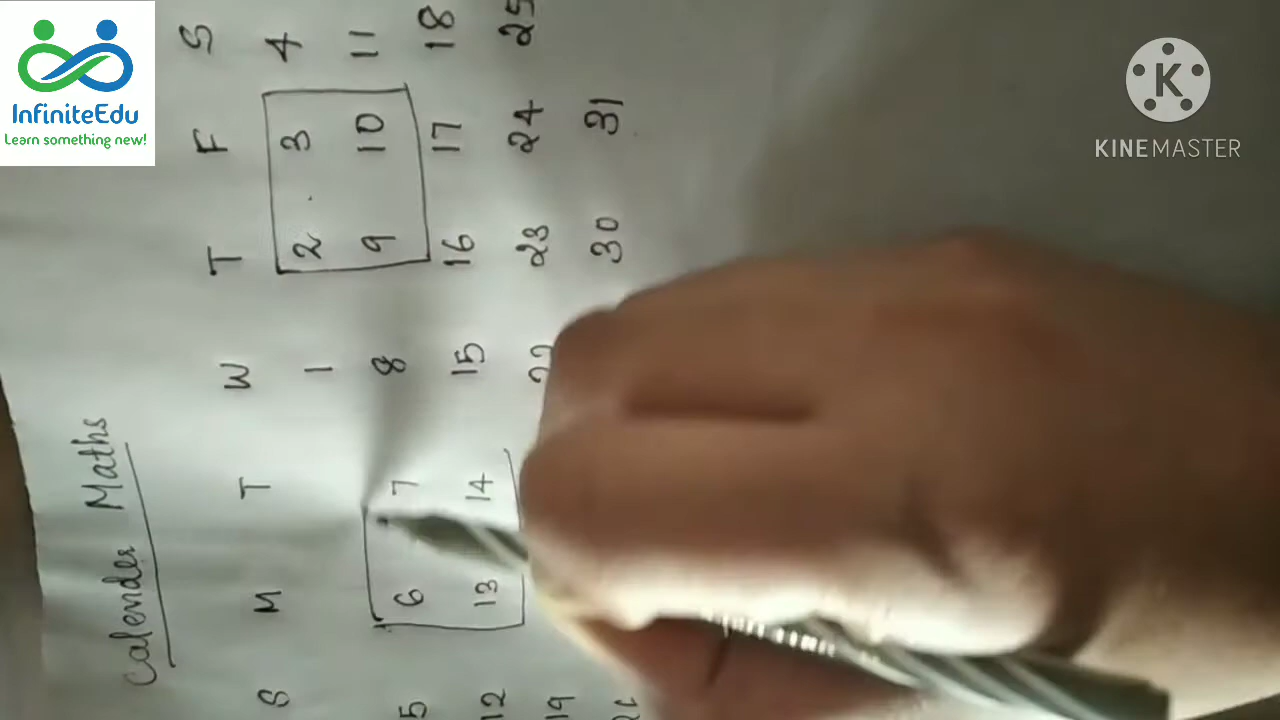 InfiniteEdu
Learn something new!
K
KINEMASTER
Calender Maths
S M T W T F S
1 2 3 4
5 6 7 8 9 10 11
12 13 14 15 16 17 18
19 23 24 25
30 31